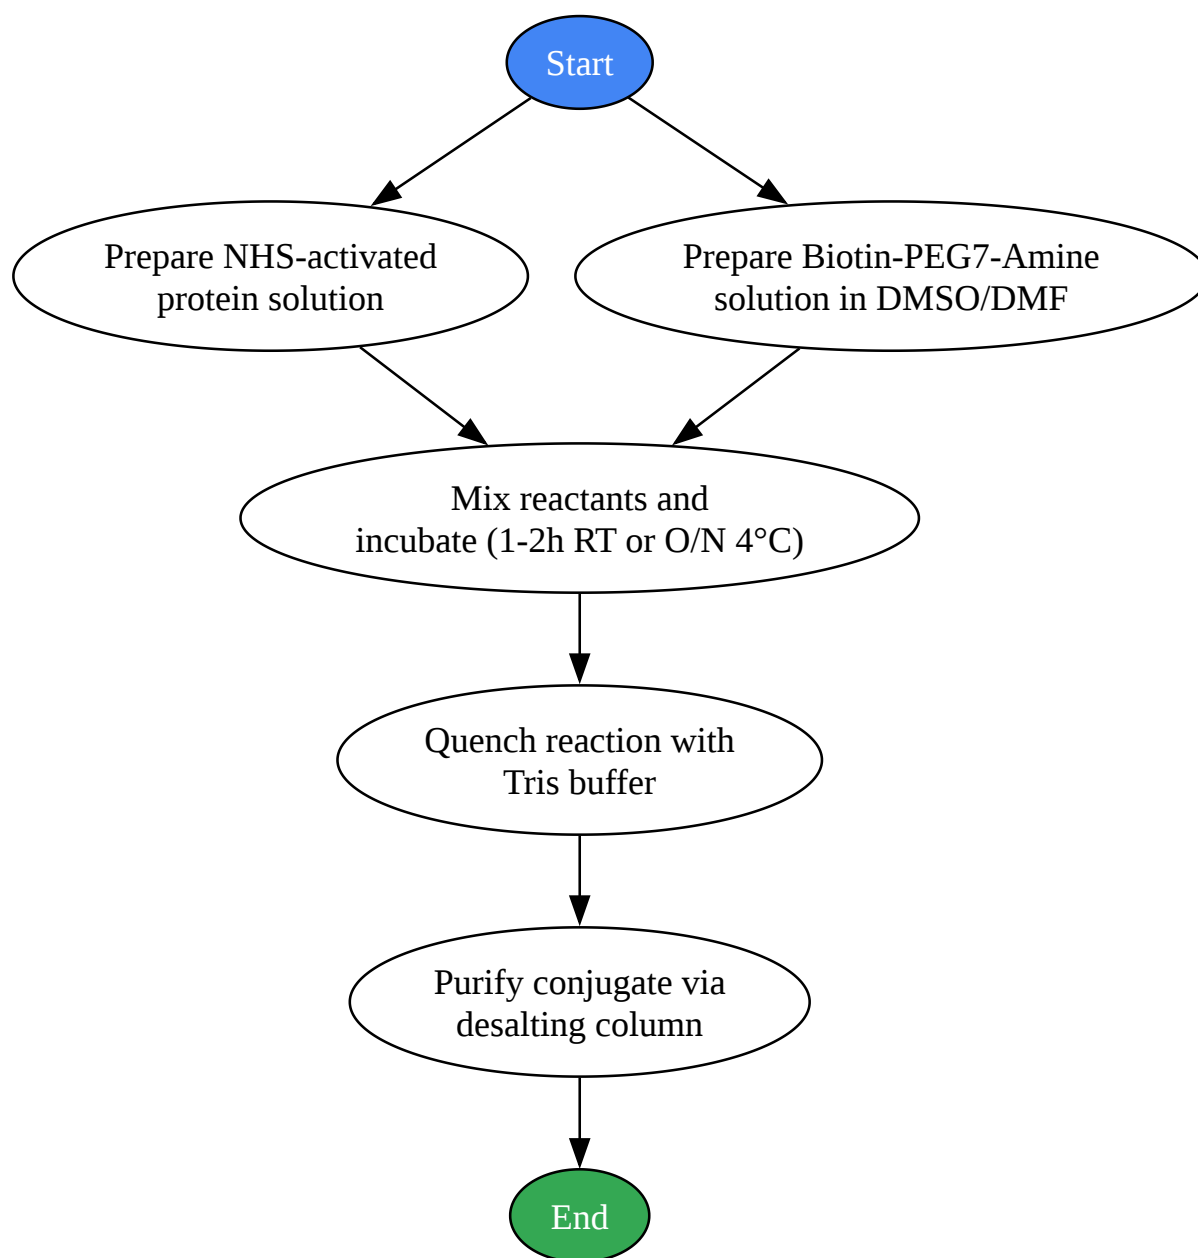 Start
Prepare NHS-activated
protein solution
Prepare Biotin-PEG7-Amine
solution in DMSO/DMF
Mix reactants and
incubate (1-2h RT or O/N 4°C)
Quench reaction with
Tris buffer
Purify conjugate via
desalting column
End